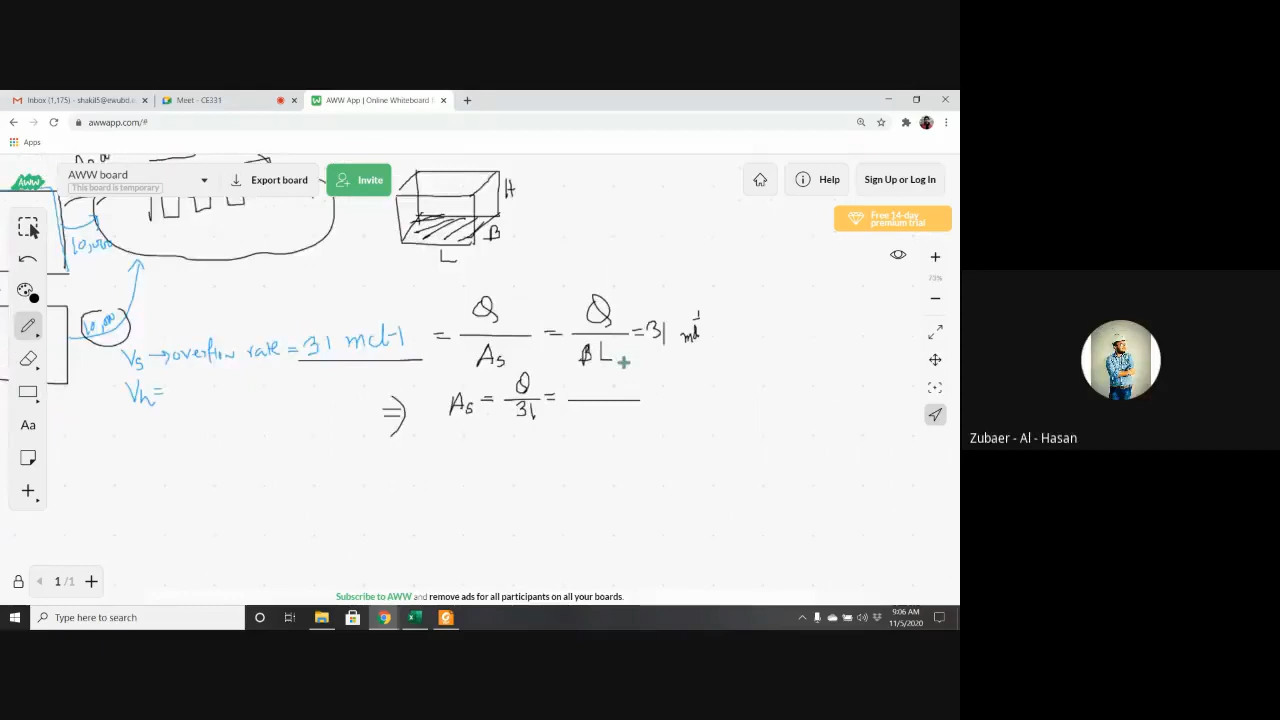 Inbox (1,175) - shakil5@ewubd.e
Meet - CE331
AWW App | Online Whiteboard
awwapp.com/#
Apps
AWW board
This board is temporary
Export board
Invite
Help
Sign Up or Log In
Free 14-day
premium trial
H
B
L
10,000
73%
Vs → overflow rate = 31 md-1 = Q/As = Q/BL = 31 md-1
Vh =
⇒ As = Q/31 =
Aa
1 /1
Zubaer - Al - Hasan
Subscribe to AWW and remove ads for all participants on all your boards.
Type here to search
9:06 AM
11/5/2020